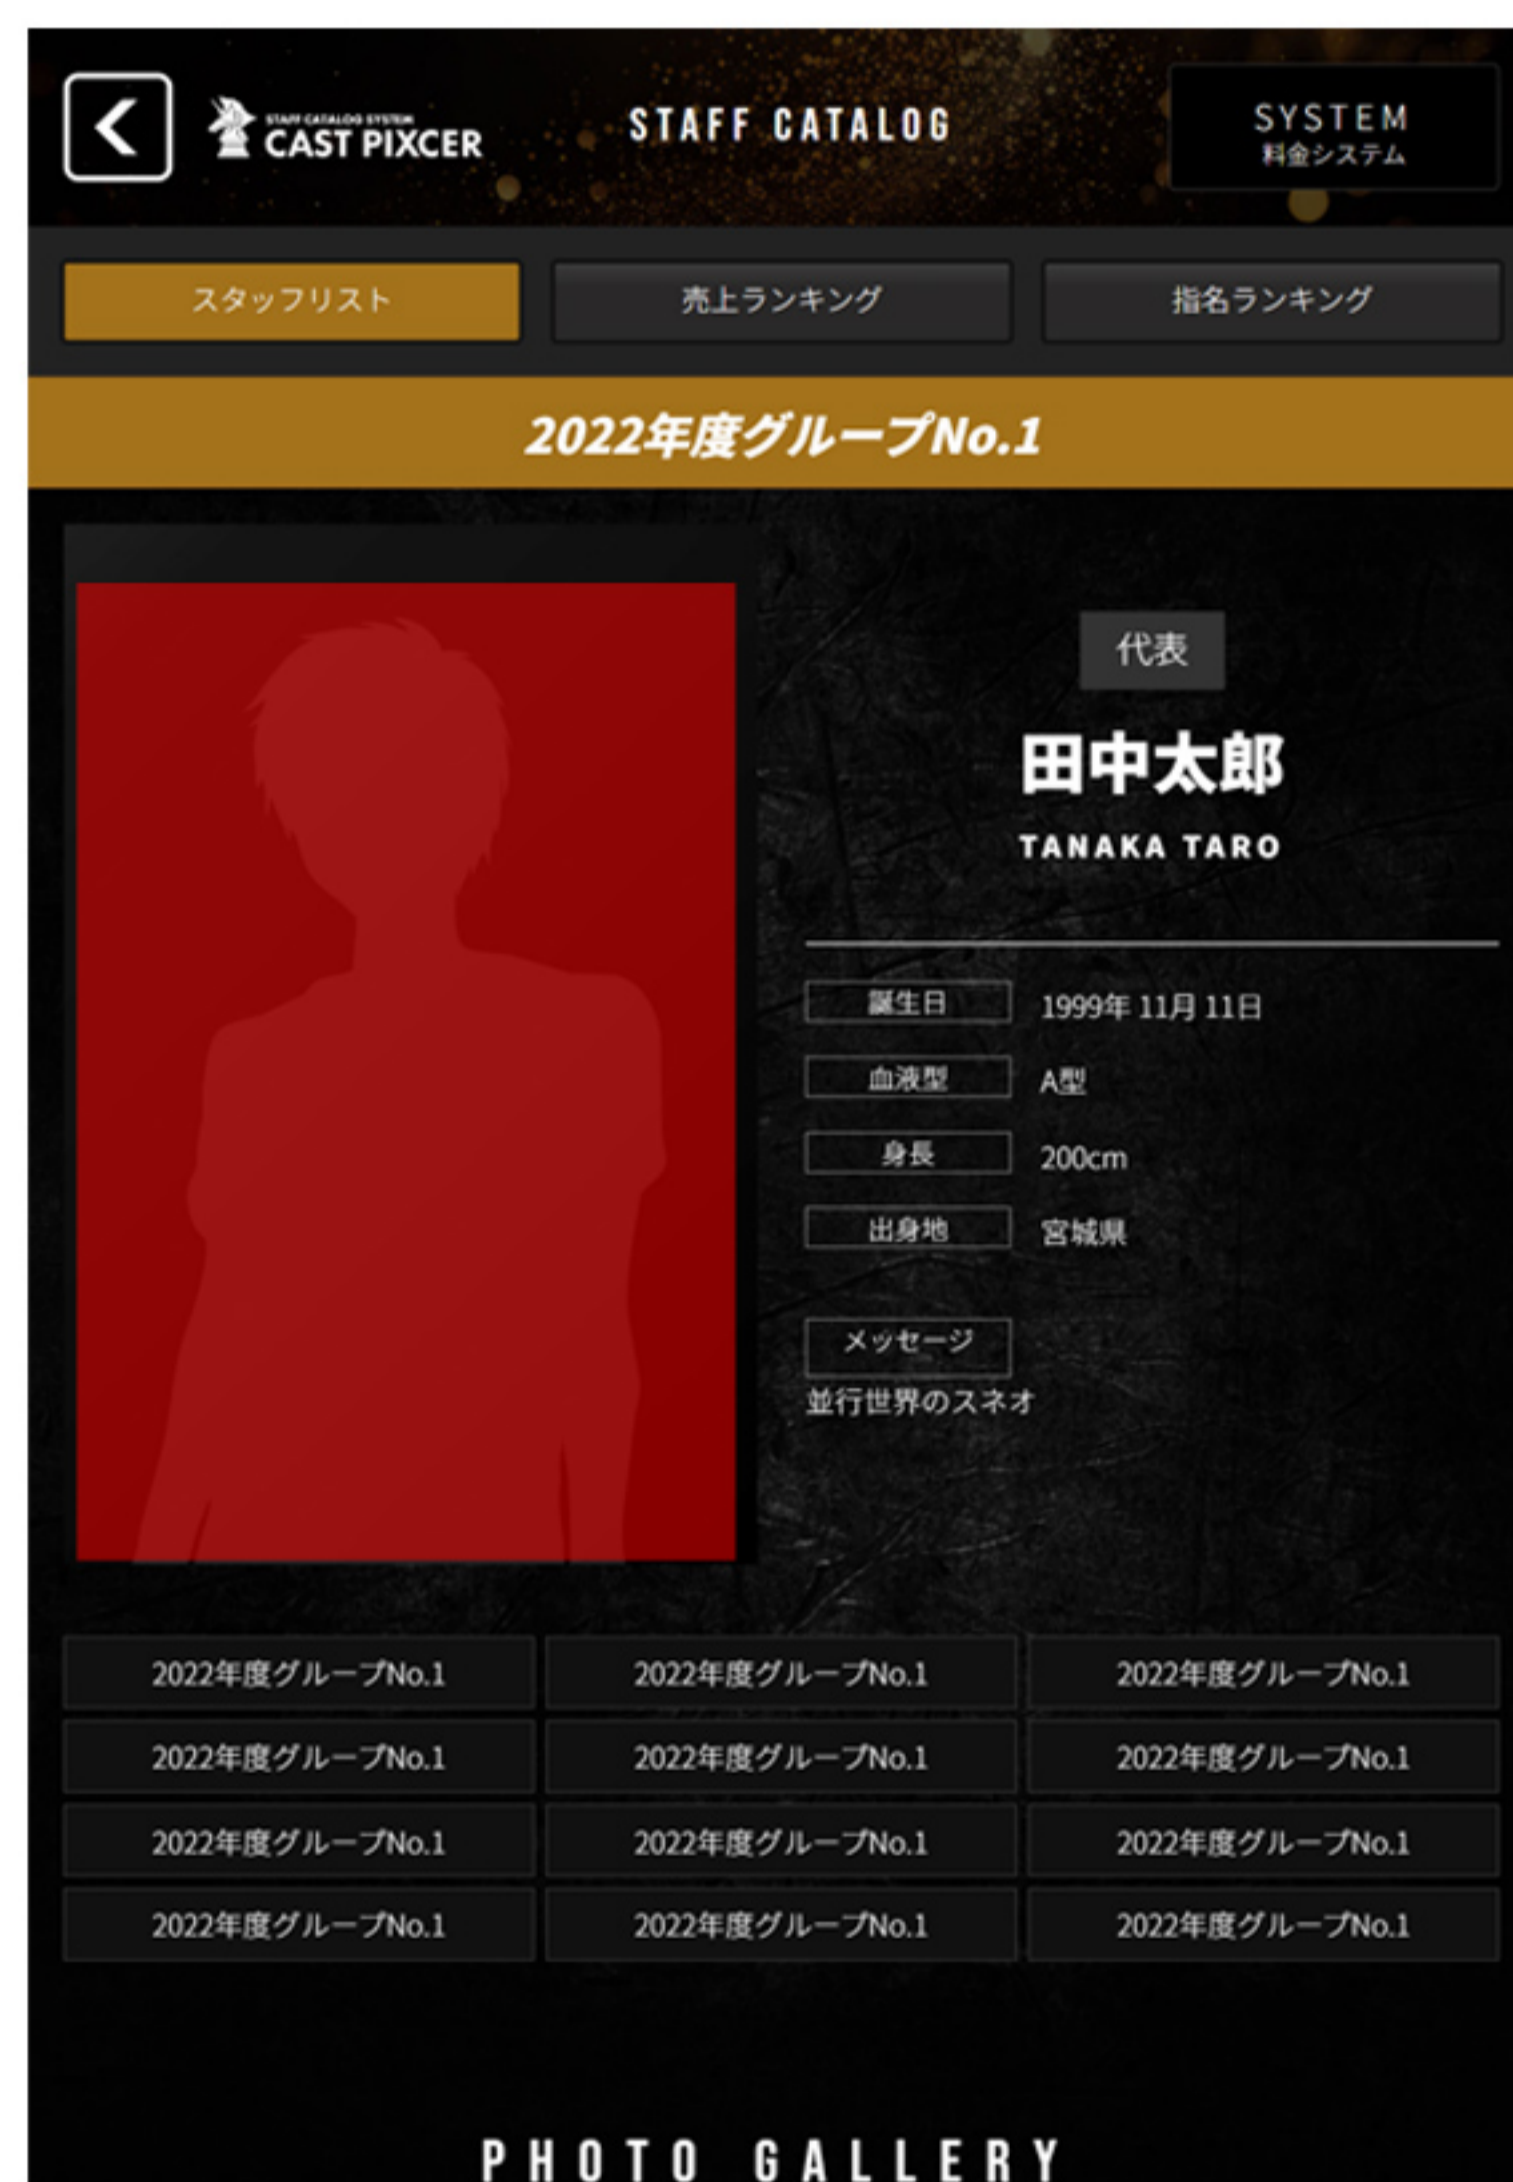 STAFF CATALOG SYSTEM
CAST PIXCER
STAFF CATALOG
SYSTEM
料金システム
スタッフリスト
売上ランキング
指名ランキング
2022年度グループNo.1
代表
田中太郎
TANAKA TARO
誕生日 1999年 11月 11日
血液型 A型
身長 200cm
出身地 宮城県
メッセージ
並行世界のスネオ
2022年度グループNo.1 2022年度グループNo.1 2022年度グループNo.1
2022年度グループNo.1 2022年度グループNo.1 2022年度グループNo.1
2022年度グループNo.1 2022年度グループNo.1 2022年度グループNo.1
2022年度グループNo.1 2022年度グループNo.1 2022年度グループNo.1
PHOTO GALLERY